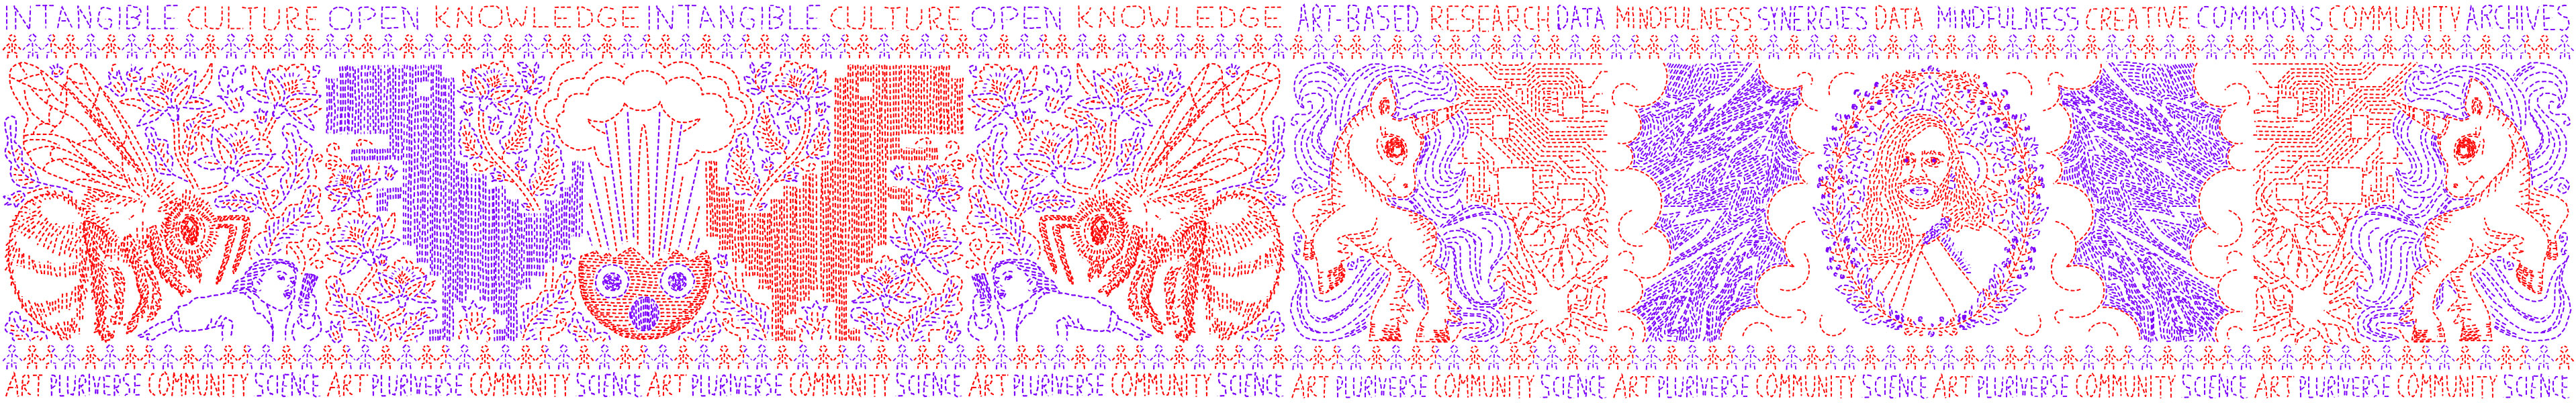 INTANGIBLE CULTURE OPEN KNOWLEDGE INTANGIBLE CULTURE OPEN KNOWLEDGE ART-BASED RESEARCH DATA MINDFULNESS SYNERGIES DATA MINDFULNESS CREATIVE COMMONS COMMUNITY ARCHIVES
ART PLURIVERSE COMMUNITY SCIENCE ART PLURIVERSE COMMUNITY SCIENCE ART PLURIVERSE COMMUNITY SCIENCE ART PLURIVERSE COMMUNITY SCIENCE ART PLURIVERSE COMMUNITY SCIENCE ART PLURIVERSE COMMUNITY SCIENCE ART PLURIVERSE COMMUNITY SCIENCE ART PLURIVERSE COMMUNITY SCIENCE